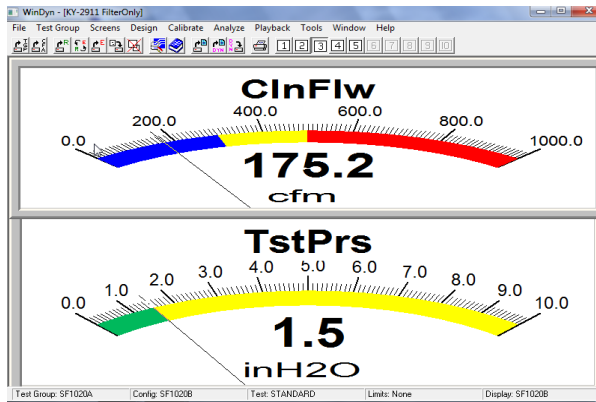 WinDyn - [KY-2911 FilterOnly]
File Test Group Screens Design Calibrate Analyze Playback Tools Window Help
1 2 3 4 5 6 7 8 9 10
ClnFlw
0.0 200.0 400.0 600.0 800.0 1000.0
175.2
cfm
TstPrs
0.0 1.0 2.0 3.0 4.0 5.0 6.0 7.0 8.0 9.0 10.0
1.5
inH2O
Test Group: SF1020A Config: SF1020B Test: STANDARD Limits: None Display: SF1020B